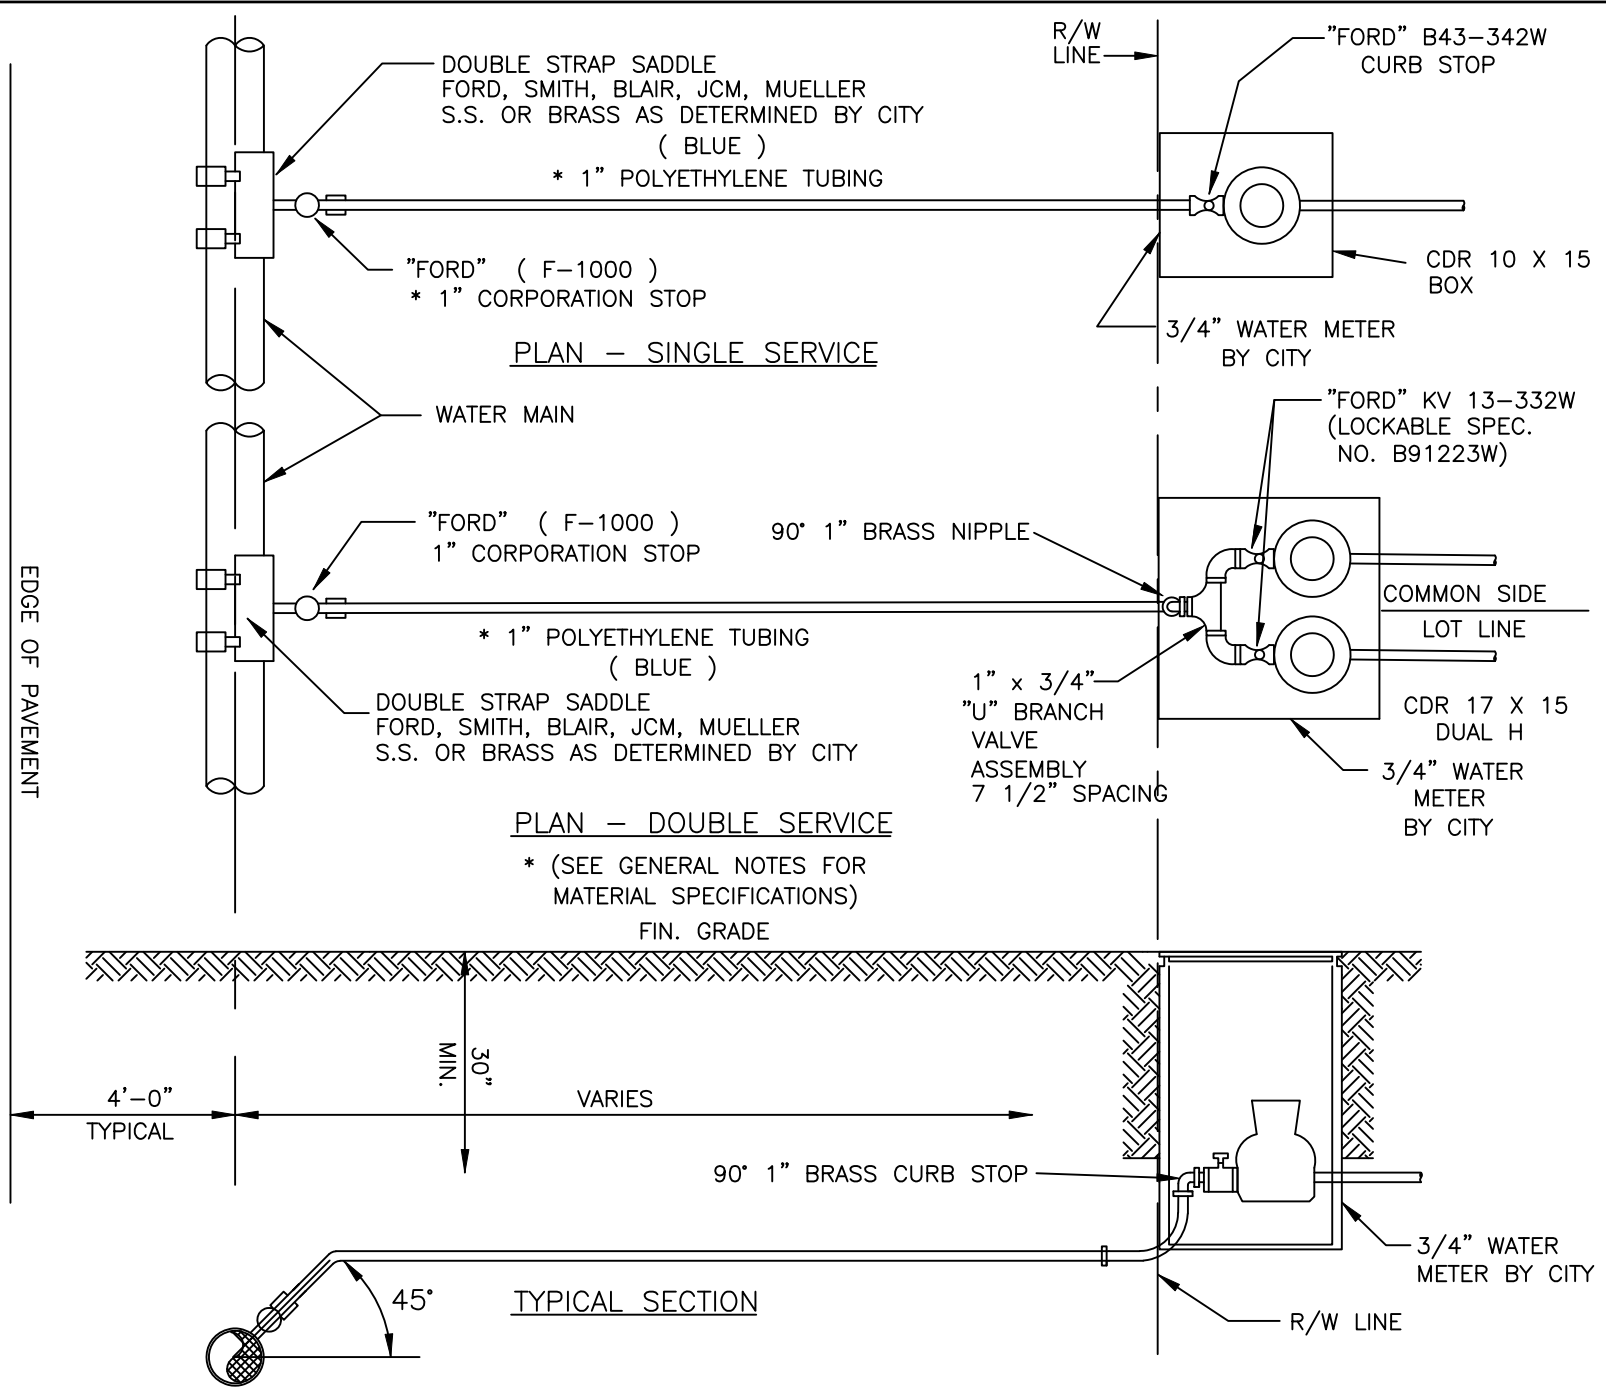 R/W
LINE
"FORD" B43-342W
CURB STOP
DOUBLE STRAP SADDLE
FORD, SMITH, BLAIR, JCM, MUELLER
S.S. OR BRASS AS DETERMINED BY CITY
( BLUE )
* 1" POLYETHYLENE TUBING
"FORD" ( F-1000 )
* 1" CORPORATION STOP
CDR 10 X 15
BOX
3/4" WATER METER
BY CITY
PLAN - SINGLE SERVICE
WATER MAIN
"FORD" KV 13-332W
(LOCKABLE SPEC.
NO. B91223W)
"FORD" ( F-1000 )
1" CORPORATION STOP
90° 1" BRASS NIPPLE
EDGE OF PAVEMENT
COMMON SIDE
LOT LINE
* 1" POLYETHYLENE TUBING
( BLUE )
DOUBLE STRAP SADDLE
FORD, SMITH, BLAIR, JCM, MUELLER
S.S. OR BRASS AS DETERMINED BY CITY
1" x 3/4"
"U" BRANCH
VALVE
ASSEMBLY
7 1/2" SPACING
CDR 17 X 15
DUAL H
3/4" WATER
METER
BY CITY
PLAN - DOUBLE SERVICE
* (SEE GENERAL NOTES FOR
MATERIAL SPECIFICATIONS)
FIN. GRADE
30"
MIN.
4'-0"
TYPICAL
VARIES
90° 1" BRASS CURB STOP
3/4" WATER
METER BY CITY
45°
TYPICAL SECTION
R/W LINE